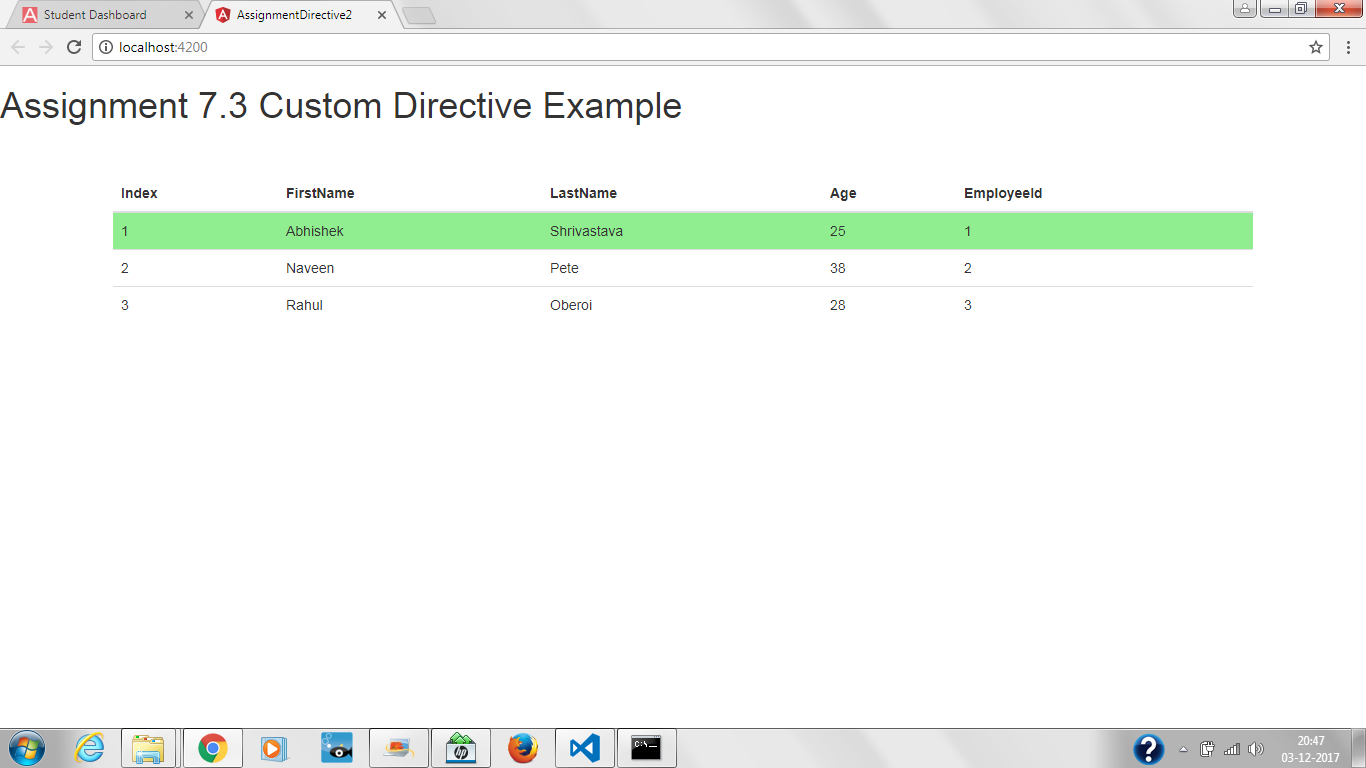 Student Dashboard
AssignmentDirective2
localhost:4200
Assignment 7.3 Custom Directive Example
Index FirstName LastName Age EmployeeId
1 Abhishek Shrivastava 25 1
2 Naveen Pete 38 2
3 Rahul Oberoi 28 3
hp
C:\_
20:47
03-12-2017